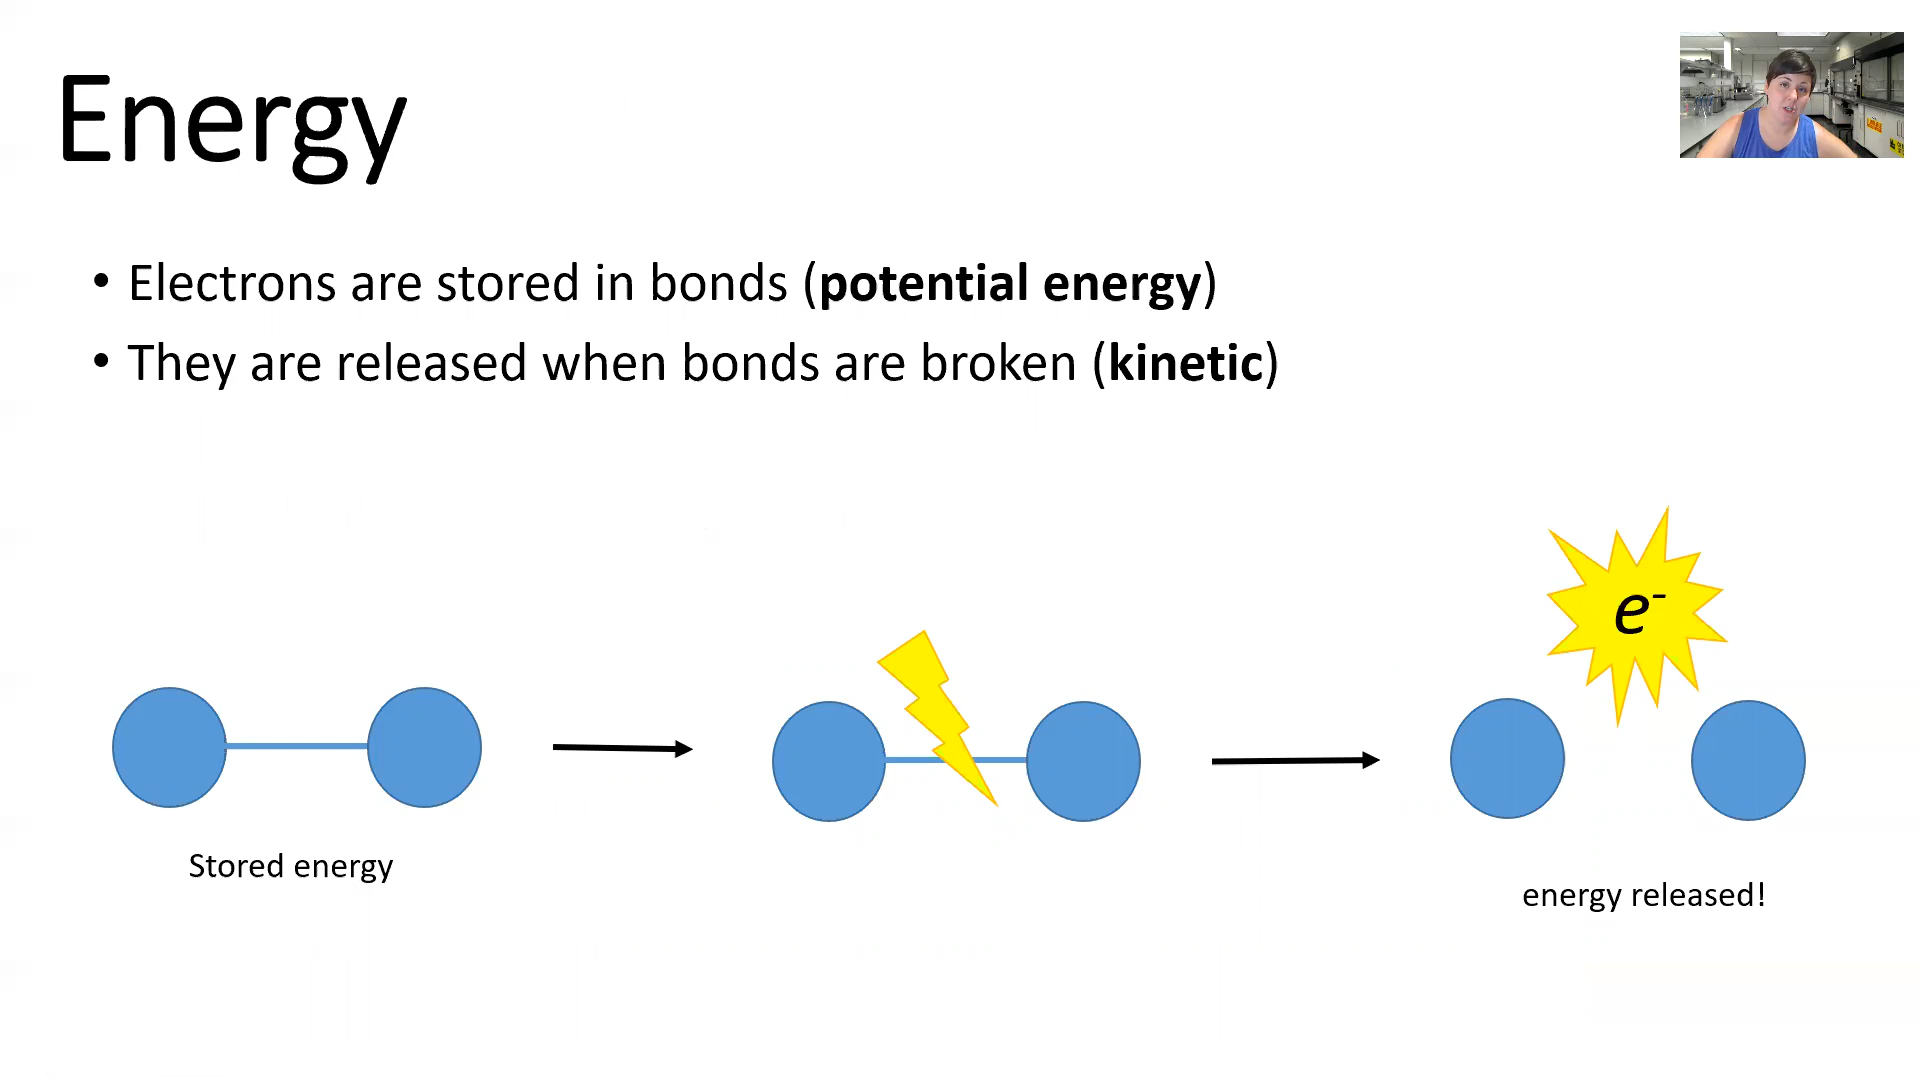 Energy
• Electrons are stored in bonds (potential energy)
• They are released when bonds are broken (kinetic)
e-
Stored energy
energy released!